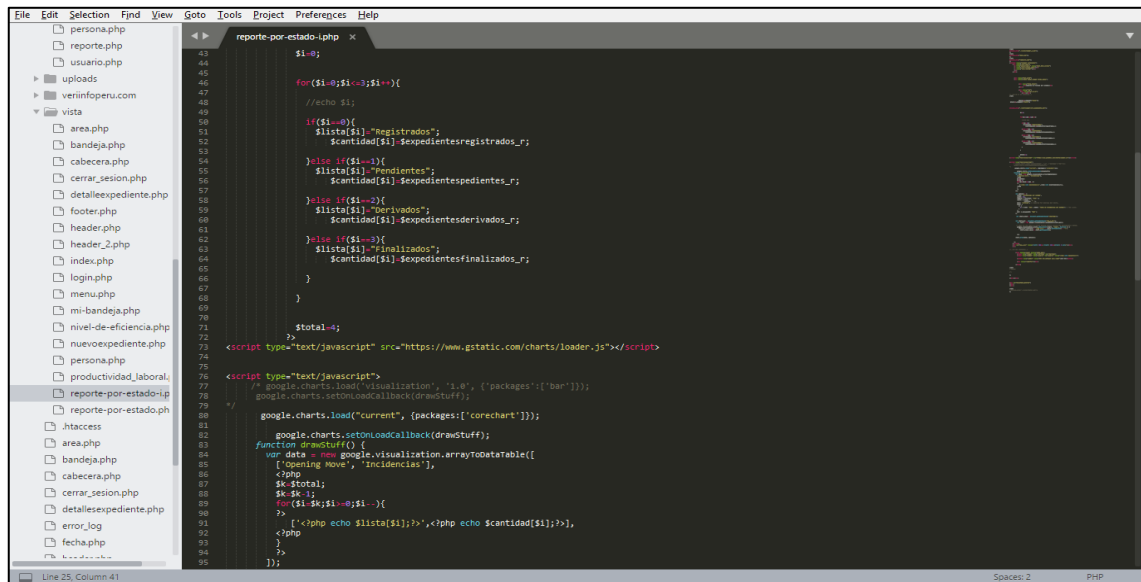 File Edit Selection Find View Goto Tools Project Preferences Help
persona.php
reporte.php
usuario.php
uploads
veriinfoperu.com
vista
area.php
bandeja.php
cabecera.php
cerrar_sesion.php
detalleexpediente.php
footer.php
header.php
header_2.php
index.php
login.php
menu.php
mi-bandeja.php
nivel-de-eficiencia.php
nuevoexpediente.php
persona.php
productividad_laboral.
reporte-por-estado-i.p
reporte-por-estado.ph
.htaccess
area.php
bandeja.php
cabecera.php
cerrar_sesion.php
detallesexpediente.php
error_log
fecha.php
header.php
reporte-por-estado-i.php ×
43 $i=0;
44
45
46 for($i=0;$i<=3;$i++){
47
48 //echo $i;
49
50 if($i==0){
51 $lista[$i]="Registrados";
52 $cantidad[$i]=$expedientesregistrados_r;
53
54 }else if($i==1){
55 $lista[$i]="Pendientes";
56 $cantidad[$i]=$expedientespedientes_r;
57
58 }else if($i==2){
59 $lista[$i]="Derivados";
60 $cantidad[$i]=$expedientesderivados_r;
61
62 }else if($i==3){
63 $lista[$i]="Finalizados";
64 $cantidad[$i]=$expedientesfinalizados_r;
65
66 }
67
68 }
69
70
71 $total=4;
72 ?>
73 <script type="text/javascript" src="https://www.gstatic.com/charts/loader.js"></script>
74
75
76 <script type="text/javascript">
77 /* google.charts.load('visualization', '1.0', {'packages':['bar']});
78 google.charts.setOnLoadCallback(drawStuff);
79 */
80 google.charts.load("current", {packages:['corechart']});
81
82 google.charts.setOnLoadCallback(drawStuff);
83 function drawStuff() {
84 var data = new google.visualization.arrayToDataTable([
85 ['Opening Move', 'Incidencias'],
86 <?php
87 $k=$total;
88 $k=$k-1;
89 for($i=$k;$i>=0;$i--){
90 ?>
91 ['<?php echo $lista[$i];?>',<?php echo $cantidad[$i];?>],
92 <?php
93 }
94 ?>
95 ]);
Line 25, Column 41
Spaces: 2
PHP